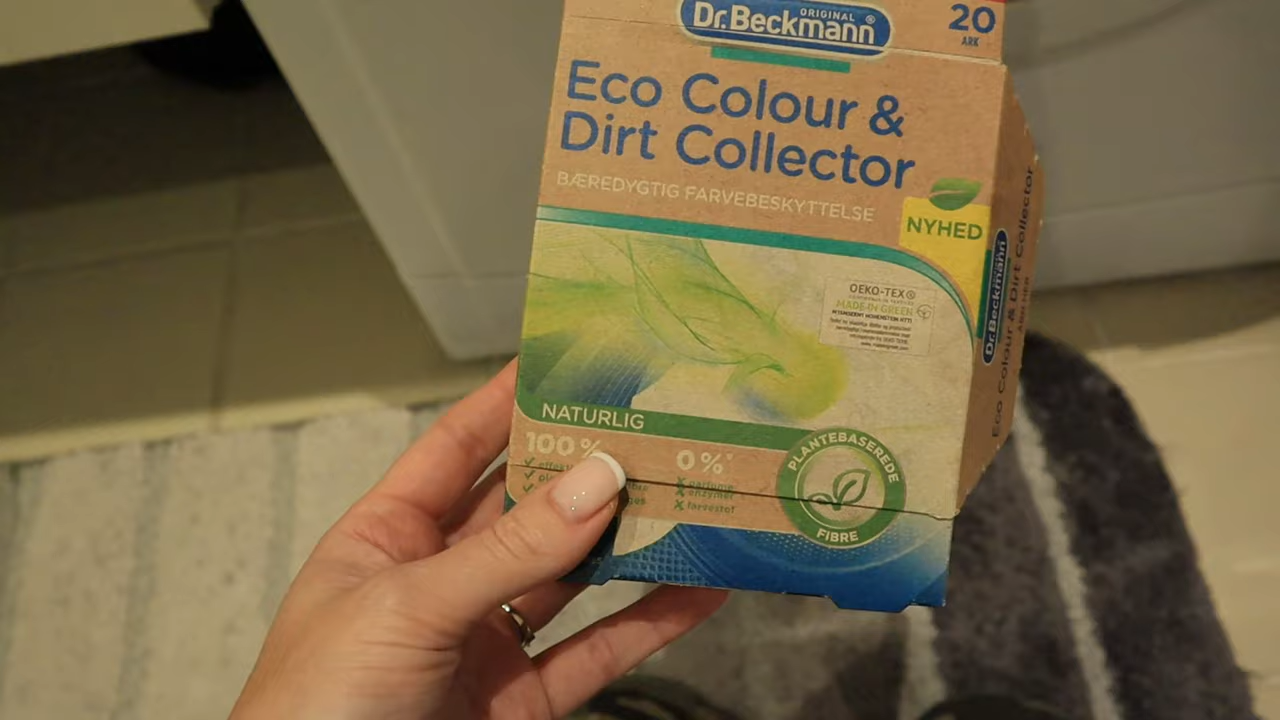 ORIGINAL
Dr.Beckmann®
20
ARK
Eco Colour &
Dirt Collector
BÆREDYGTIG FARVEBESKYTTELSE
NYHED
OEKO-TEX®
MADE IN GREEN
NATURLIG
100%
0%*
parfume
enzymer
farvestof
PLANTEBASEREDE
FIBRE
Dr.Beckmann
Eco Colour & Dirt Collector